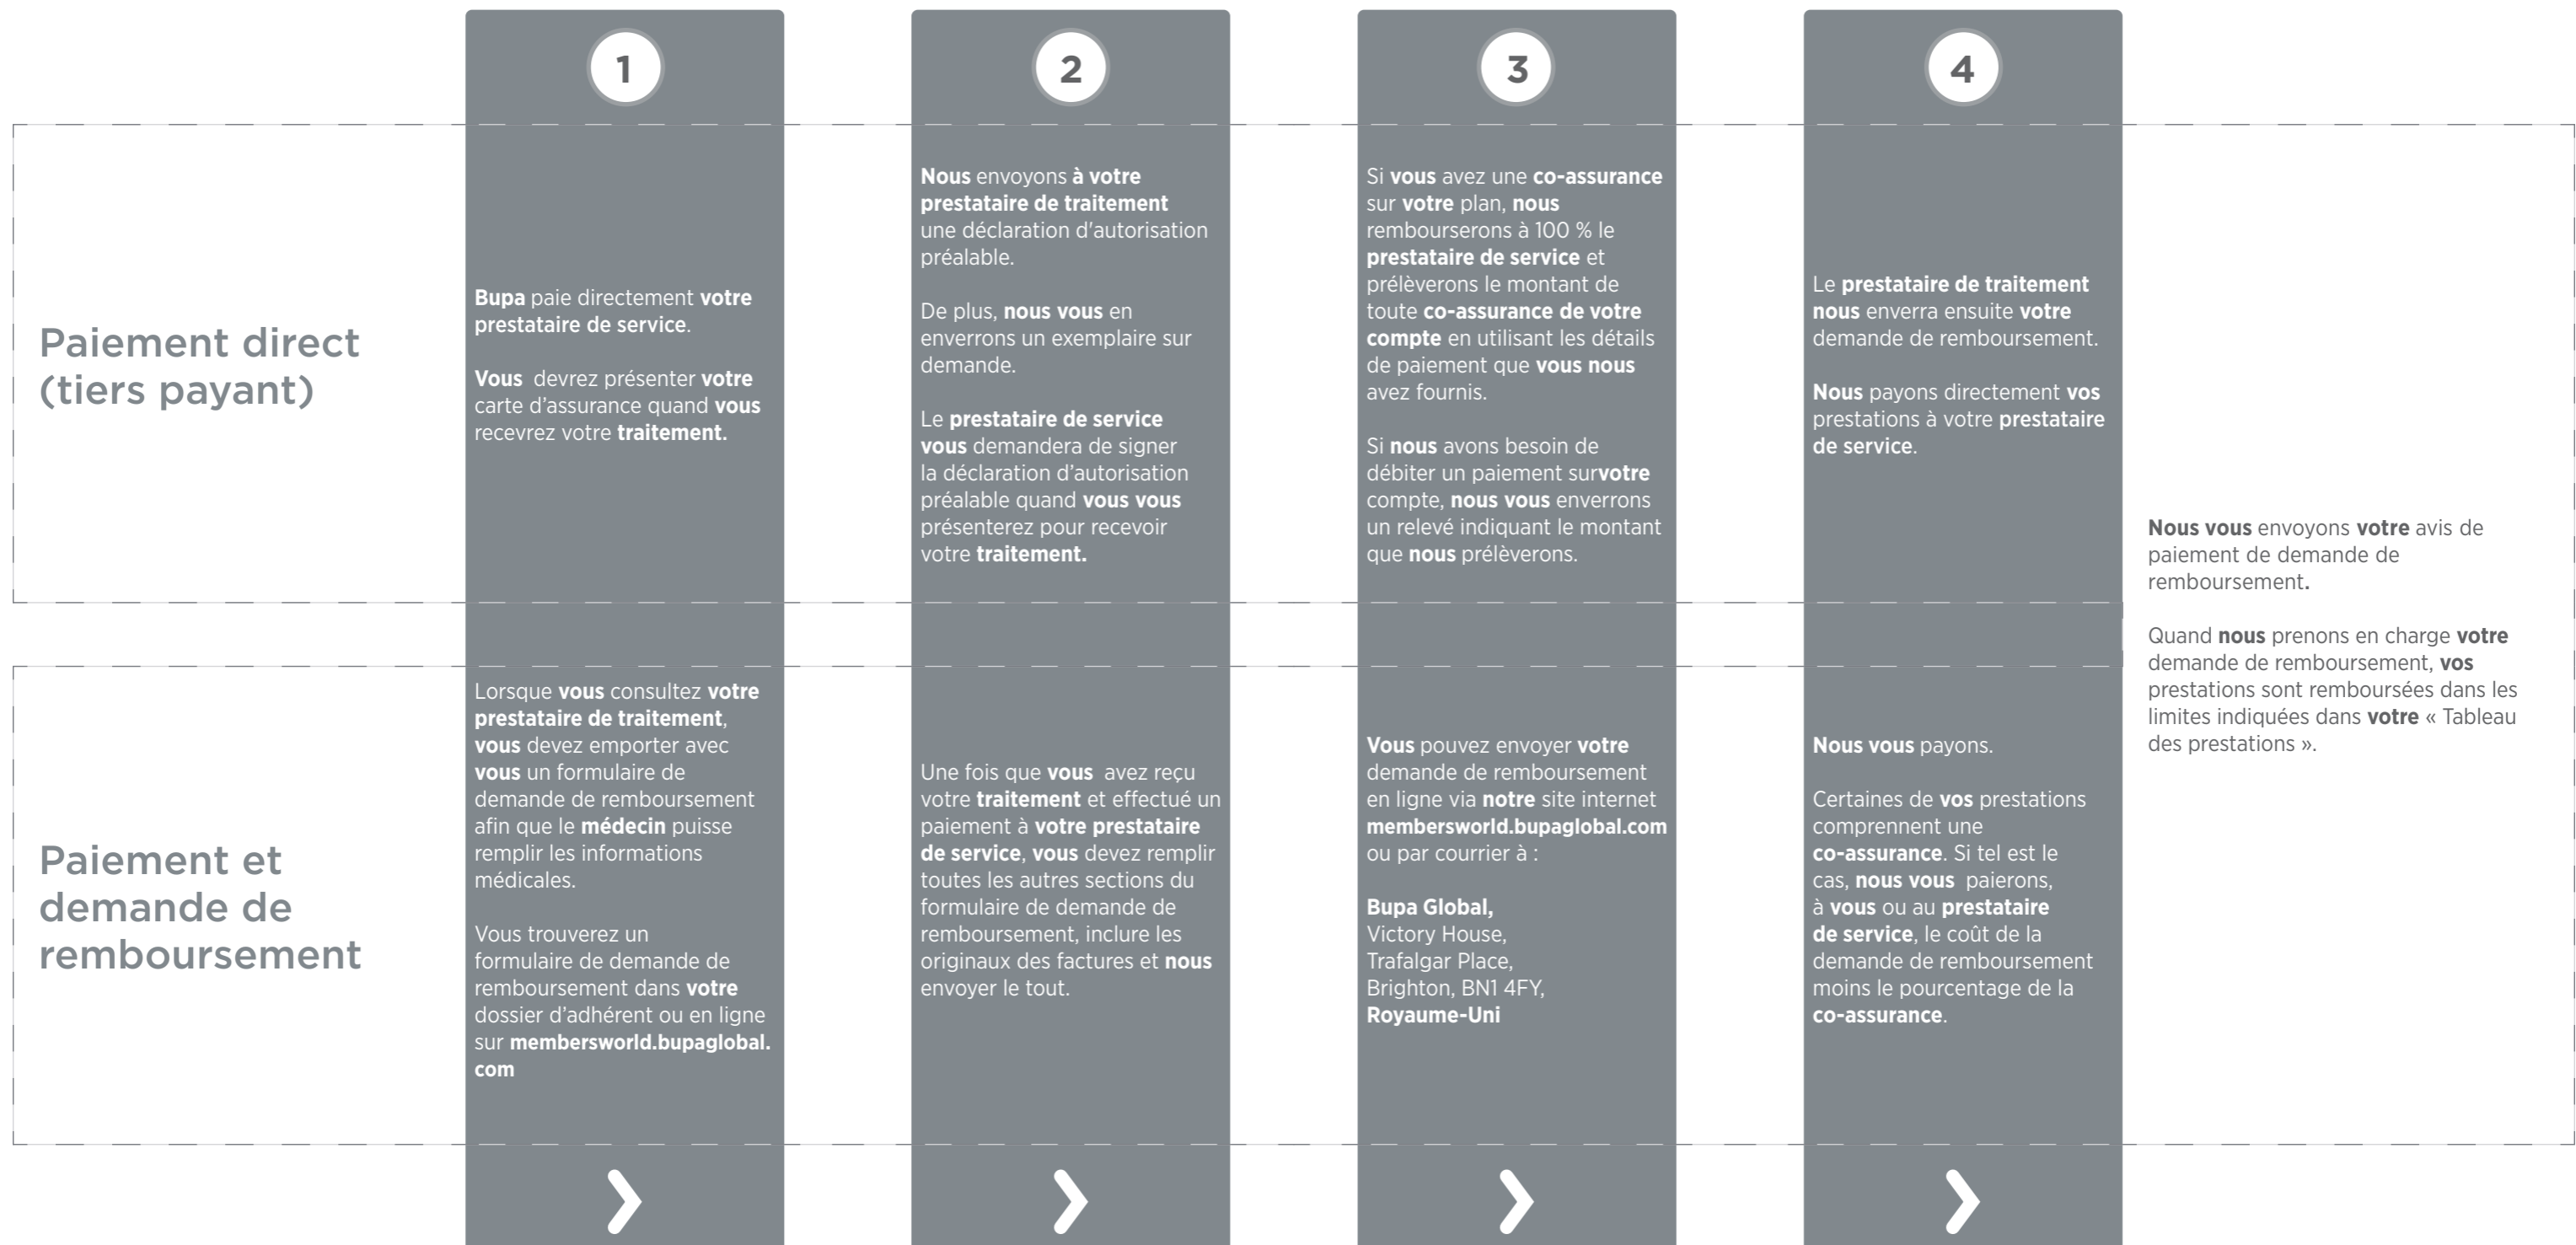 1
2
3
4
Paiement direct
(tiers payant)
Bupa paie directement votre
prestataire de service.
Vous devrez présenter votre
carte d’assurance quand vous
recevrez votre traitement.
Nous envoyons à votre
prestataire de traitement
une déclaration d'autorisation
préalable.
De plus, nous vous en
enverrons un exemplaire sur
demande.
Le prestataire de service
vous demandera de signer
la déclaration d’autorisation
préalable quand vous vous
présenterez pour recevoir
votre traitement.
Si vous avez une co-assurance
sur votre plan, nous
rembourserons à 100 % le
prestataire de service et
prélèverons le montant de
toute co-assurance de votre
compte en utilisant les détails
de paiement que vous nous
avez fournis.
Si nous avons besoin de
débiter un paiement survotre
compte, nous vous enverrons
un relevé indiquant le montant
que nous prélèverons.
Le prestataire de traitement
nous enverra ensuite votre
demande de remboursement.
Nous payons directement vos
prestations à votre prestataire
de service.
Paiement et
demande de
remboursement
Lorsque vous consultez votre
prestataire de traitement,
vous devez emporter avec
vous un formulaire de
demande de remboursement
afin que le médecin puisse
remplir les informations
médicales.
Vous trouverez un
formulaire de demande de
remboursement dans votre
dossier d’adhérent ou en ligne
sur membersworld.bupaglobal.
com
Une fois que vous avez reçu
votre traitement et effectué un
paiement à votre prestataire
de service, vous devez remplir
toutes les autres sections du
formulaire de demande de
remboursement, inclure les
originaux des factures et nous
envoyer le tout.
Vous pouvez envoyer votre
demande de remboursement
en ligne via notre site internet
membersworld.bupaglobal.com
ou par courrier à :
Bupa Global,
Victory House,
Trafalgar Place,
Brighton, BN1 4FY,
Royaume-Uni
Nous vous payons.
Certaines de vos prestations
comprennent une
co-assurance. Si tel est le
cas, nous vous paierons,
à vous ou au prestataire
de service, le coût de la
demande de remboursement
moins le pourcentage de la
co-assurance.
Nous vous envoyons votre avis de
paiement de demande de
remboursement.
Quand nous prenons en charge votre
demande de remboursement, vos
prestations sont remboursées dans les
limites indiquées dans votre « Tableau
des prestations ».